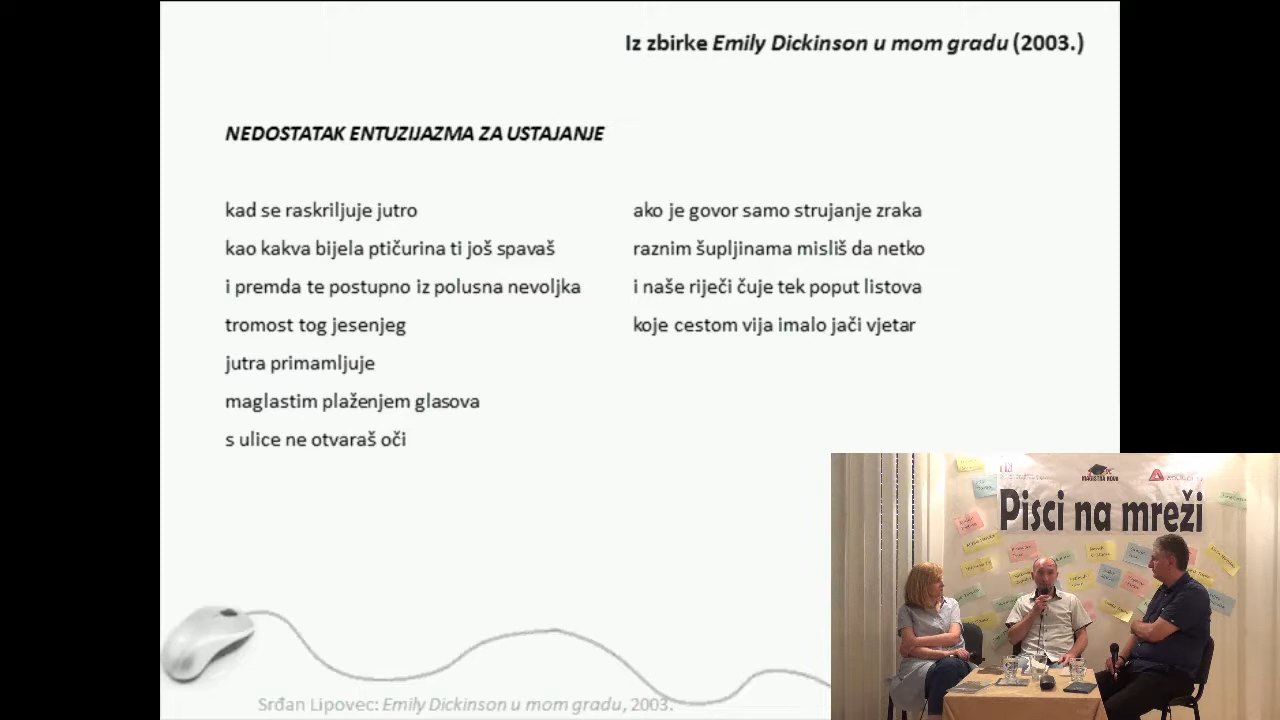 Iz zbirke Emily Dickinson u mom gradu (2003.)
NEDOSTATAK ENTUZIJAZMA ZA USTAJANJE
kad se raskriljuje jutro
kao kakva bijela ptičurina ti još spavaš
i premda te postupno iz polusna nevoljka
tromost tog jesenjeg
jutra primamljuje
maglastim plaženjem glasova
s ulice ne otvaraš oči
ako je govor samo strujanje zraka
raznim šupljinama misliš da netko
i naše riječi čuje tek poput listova
koje cestom vija imalo jači vjetar
Srđan Lipovec: Emily Dickinson u mom gradu, 2003.
MAGISTRA NOVA
Pisci na mreži